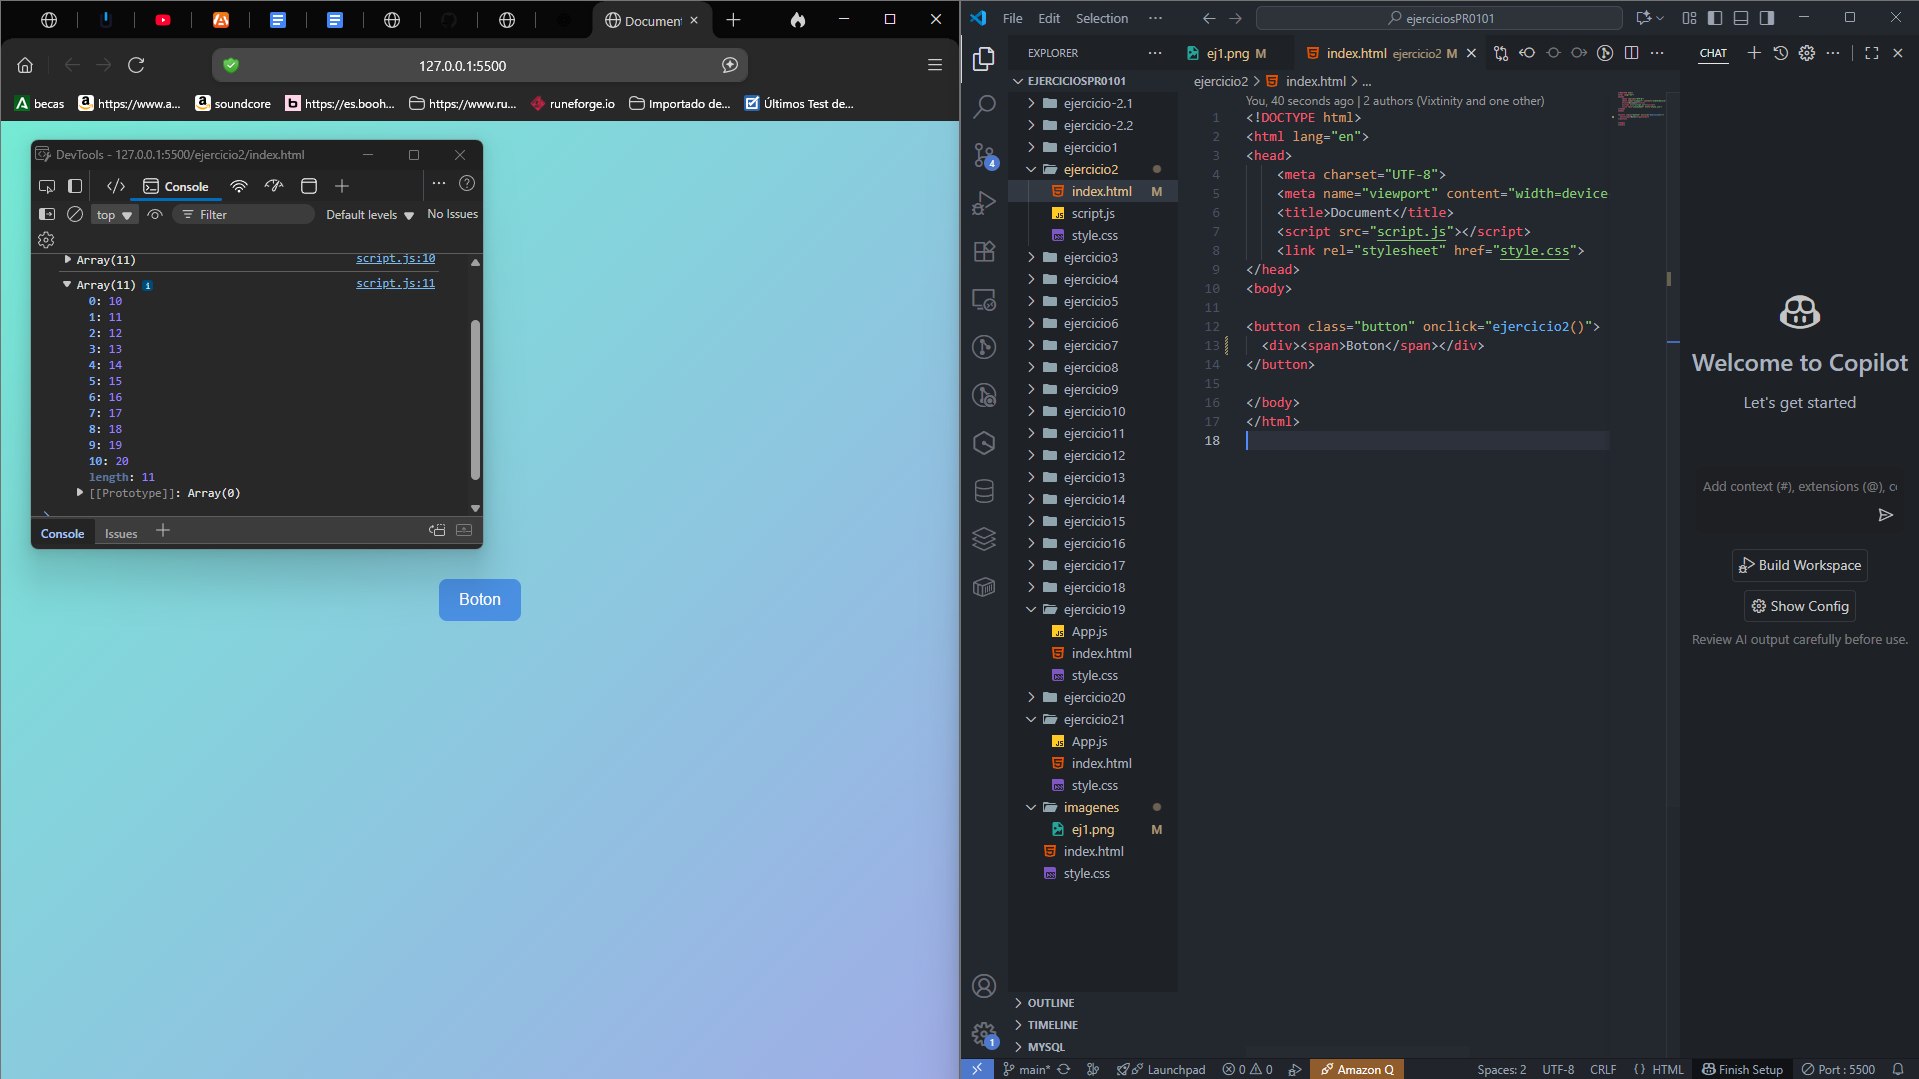 Document
127.0.0.1:5500
becas
https://www.a...
soundcore
https://es.booh...
https://www.ru...
runeforge.io
Importado de...
Últimos Test de...
DevTools - 127.0.0.1:5500/ejercicio2/index.html
Console
top
Filter
Default levels
No Issues
Array(11)
script.js:10
Array(11)
script.js:11
0: 10
1: 11
2: 12
3: 13
4: 14
5: 15
6: 16
7: 17
8: 18
9: 19
10: 20
length: 11
[[Prototype]]: Array(0)
Console
Issues
Boton
File
Edit
Selection
ejerciciosPR0101
EXPLORER
EJERCICIOSPR0101
ejercicio-2.1
ejercicio-2.2
ejercicio1
ejercicio2
index.html M
script.js
style.css
ejercicio3
ejercicio4
ejercicio5
ejercicio6
ejercicio7
ejercicio8
ejercicio9
ejercicio10
ejercicio11
ejercicio12
ejercicio13
ejercicio14
ejercicio15
ejercicio16
ejercicio17
ejercicio18
ejercicio19
App.js
index.html
style.css
ejercicio20
ejercicio21
App.js
index.html
style.css
imagenes
ej1.png M
index.html
style.css
OUTLINE
TIMELINE
MYSQL
4
1
ej1.png M
index.html ejercicio2 M
ejercicio2 > index.html > ...
You, 40 seconds ago | 2 authors (Vixtinity and one other)
1 <!DOCTYPE html>
2 <html lang="en">
3 <head>
4 <meta charset="UTF-8">
5 <meta name="viewport" content="width=device
6 <title>Document</title>
7 <script src="script.js"></script>
8 <link rel="stylesheet" href="style.css">
9 </head>
10 <body>
11
12 <button class="button" onclick="ejercicio2()">
13 <div><span>Boton</span></div>
14 </button>
15
16 </body>
17 </html>
18
CHAT
Welcome to Copilot
Let's get started
Add context (#), extensions (@), cc
Build Workspace
Show Config
Review AI output carefully before use.
main*
Launchpad
0
0
Amazon Q
Spaces: 2
UTF-8
CRLF
{ } HTML
Finish Setup
Port : 5500